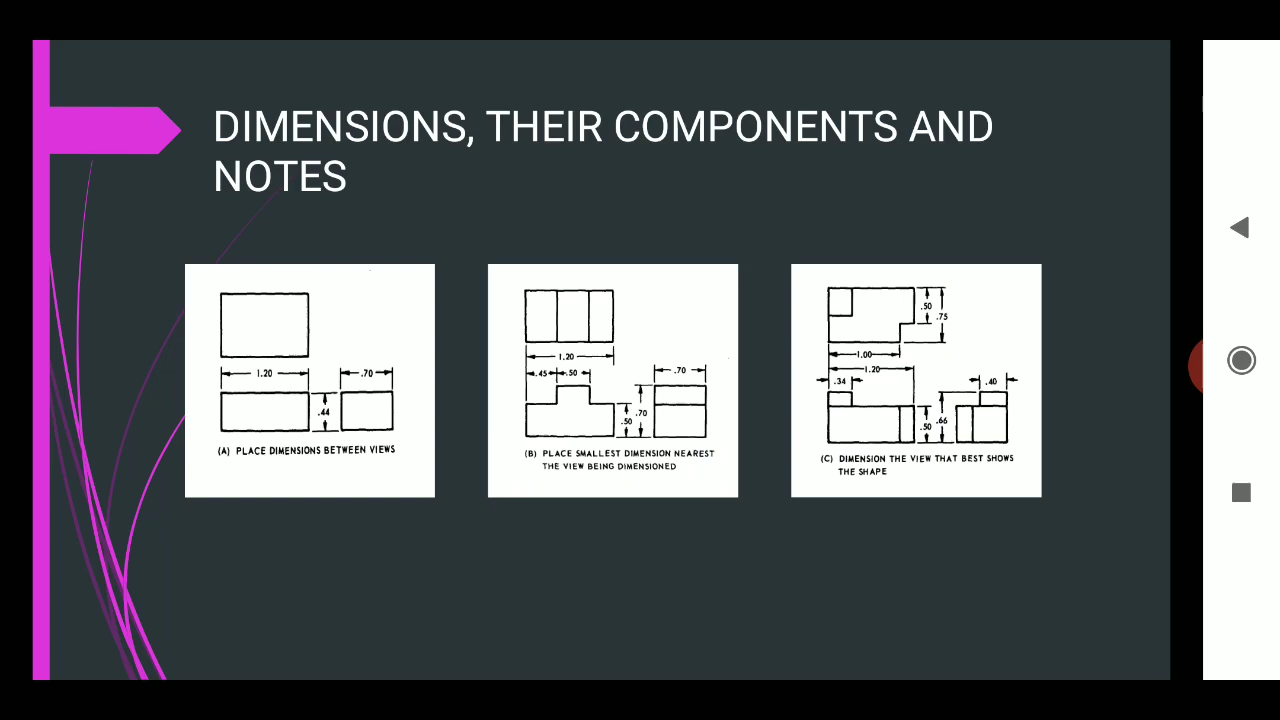 DIMENSIONS, THEIR COMPONENTS AND
NOTES
1.20
.70
.44
(A) PLACE DIMENSIONS BETWEEN VIEWS
1.20
.45
.50
.70
.50
.70
(B) PLACE SMALLEST DIMENSION NEAREST
THE VIEW BEING DIMENSIONED
.50
.75
1.00
1.20
.34
.40
.50
.66
(C) DIMENSION THE VIEW THAT BEST SHOWS
THE SHAPE